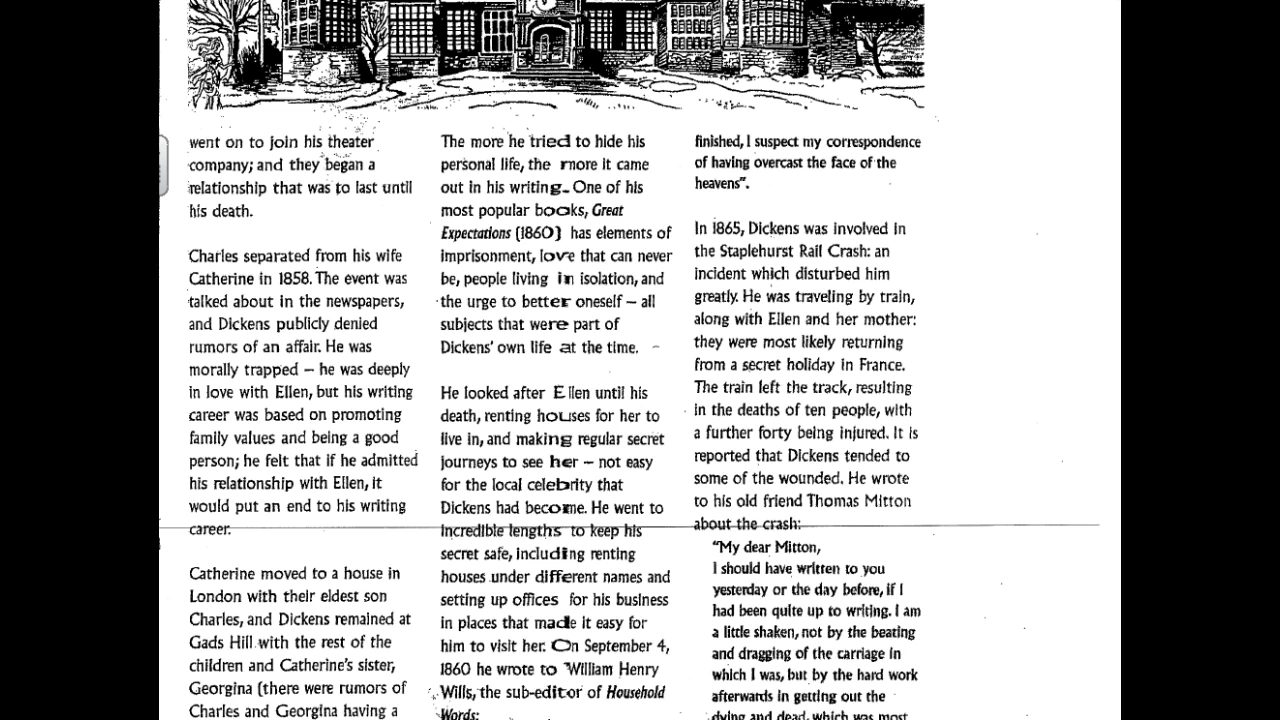 went on to join his theater
company; and they began a
relationship that was to last until
his death.
Charles separated from his wife
Catherine in 1858. The event was
talked about in the newspapers,
and Dickens publicly denied
rumors of an affair. He was
morally trapped – he was deeply
in love with Ellen, but his writing
career was based on promoting
family values and being a good
person; he felt that if he admitted
his relationship with Ellen, it
would put an end to his writing
career.
Catherine moved to a house in
London with their eldest son
Charles, and Dickens remained at
Gads Hill with the rest of the
children and Catherine's sister,
Georgina (there were rumors of
Charles and Georgina having a
The more he tried to hide his
personal life, the more it came
out in his writing. One of his
most popular books, Great
Expectations (1860) has elements of
imprisonment, love that can never
be, people living in isolation, and
the urge to better oneself – all
subjects that were part of
Dickens' own life at the time.
He looked after Ellen until his
death, renting houses for her to
live in, and making regular secret
journeys to see her – not easy
for the local celebrity that
Dickens had become. He went to
incredible lengths to keep his
secret safe, including renting
houses under different names and
setting up offices for his business
in places that made it easy for
him to visit her. On September 4,
1860 he wrote to William Henry
Wills, the sub-editor of Household
Words:
finished, I suspect my correspondence
of having overcast the face of the
heavens".
In 1865, Dickens was involved in
the Staplehurst Rail Crash: an
incident which disturbed him
greatly. He was traveling by train,
along with Ellen and her mother:
they were most likely returning
from a secret holiday in France.
The train left the track, resulting
in the deaths of ten people, with
a further forty being injured. It is
reported that Dickens tended to
some of the wounded. He wrote
to his old friend Thomas Mitton
about the crash:
"My dear Mitton,
I should have written to you
yesterday or the day before, if I
had been quite up to writing. I am
a little shaken, not by the beating
and dragging of the carriage in
which I was, but by the hard work
afterwards in getting out the
dying and dead, which was most